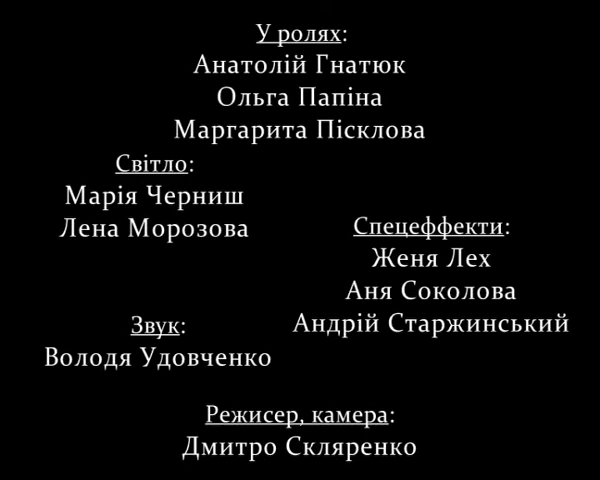 У ролях:
Анатолій Гнатюк
Ольга Папіна
Маргарита Пісклова
Світло:
Марія Черниш
Лена Морозова
Спецеффекти:
Женя Лех
Аня Соколова
Андрій Старжинський
Звук:
Володя Удовченко
Режисер, камера:
Дмитро Скляренко